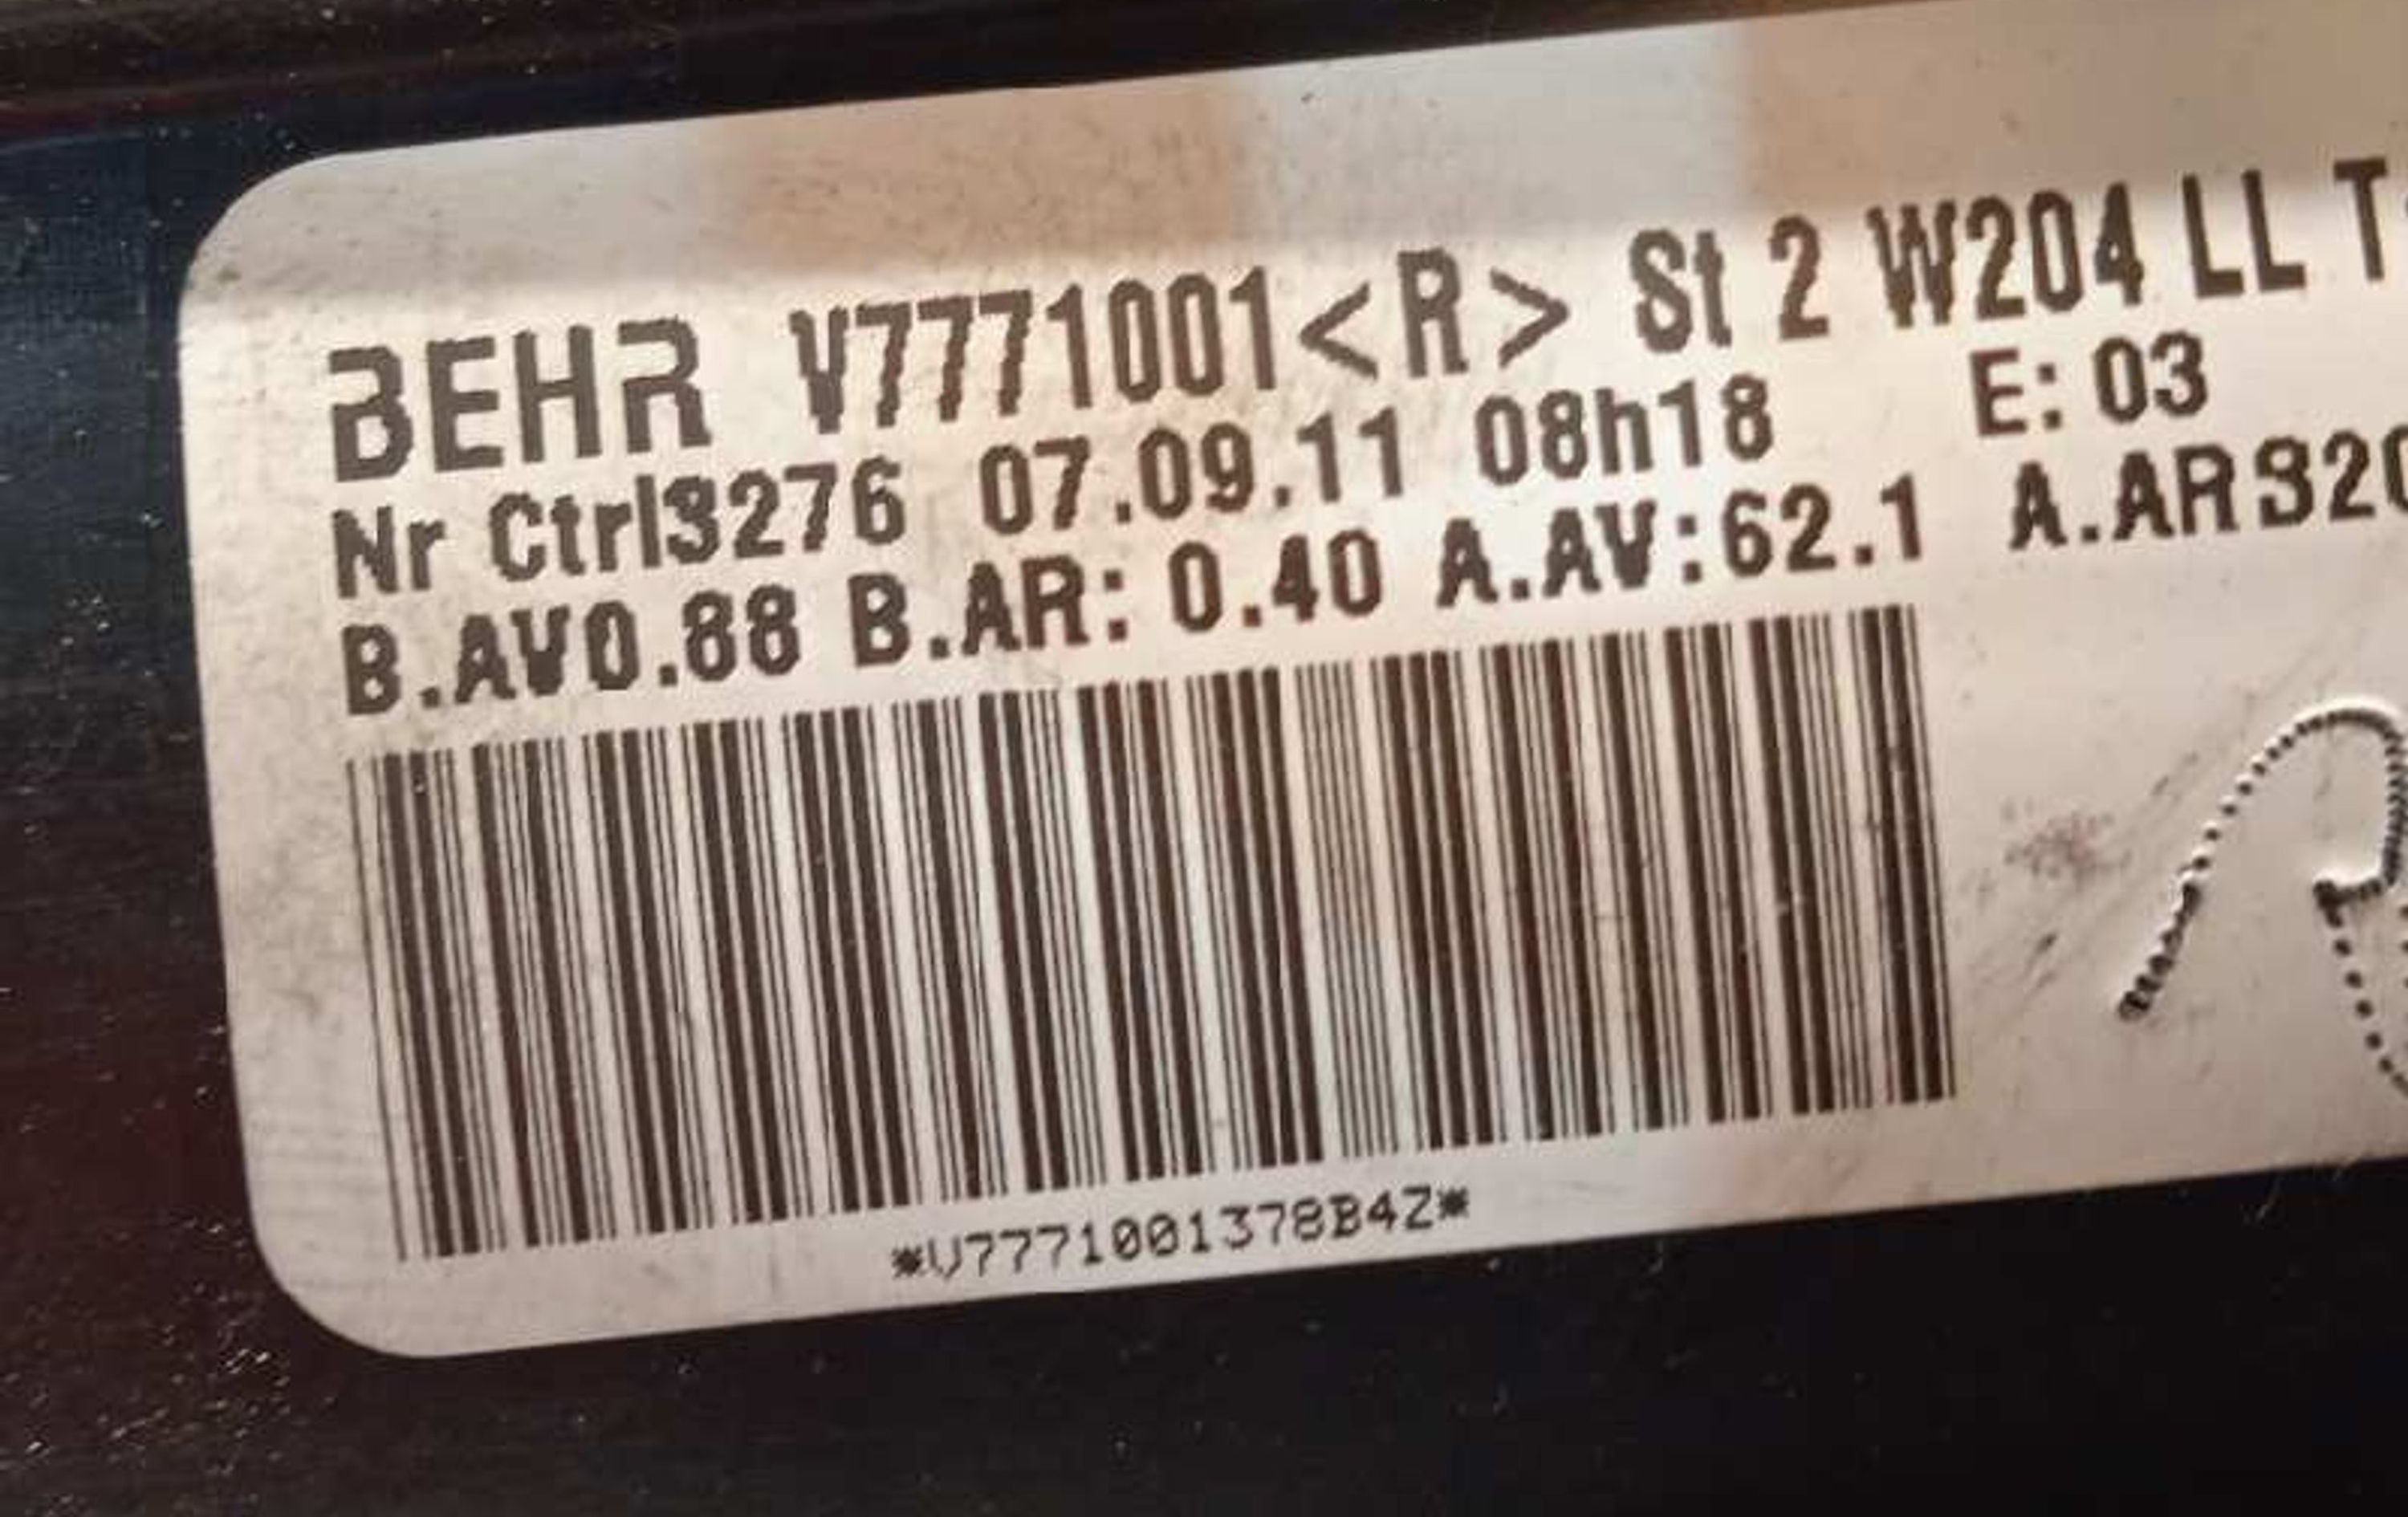 BEHR V7771001<R> St 2 W204 LL
Nr Ctrl3276 07.09.11 08h18 E: 03
B.AV0.88 B.AR: 0.40 A.AV:62.1 A.AR
*V7771001378B4Z*